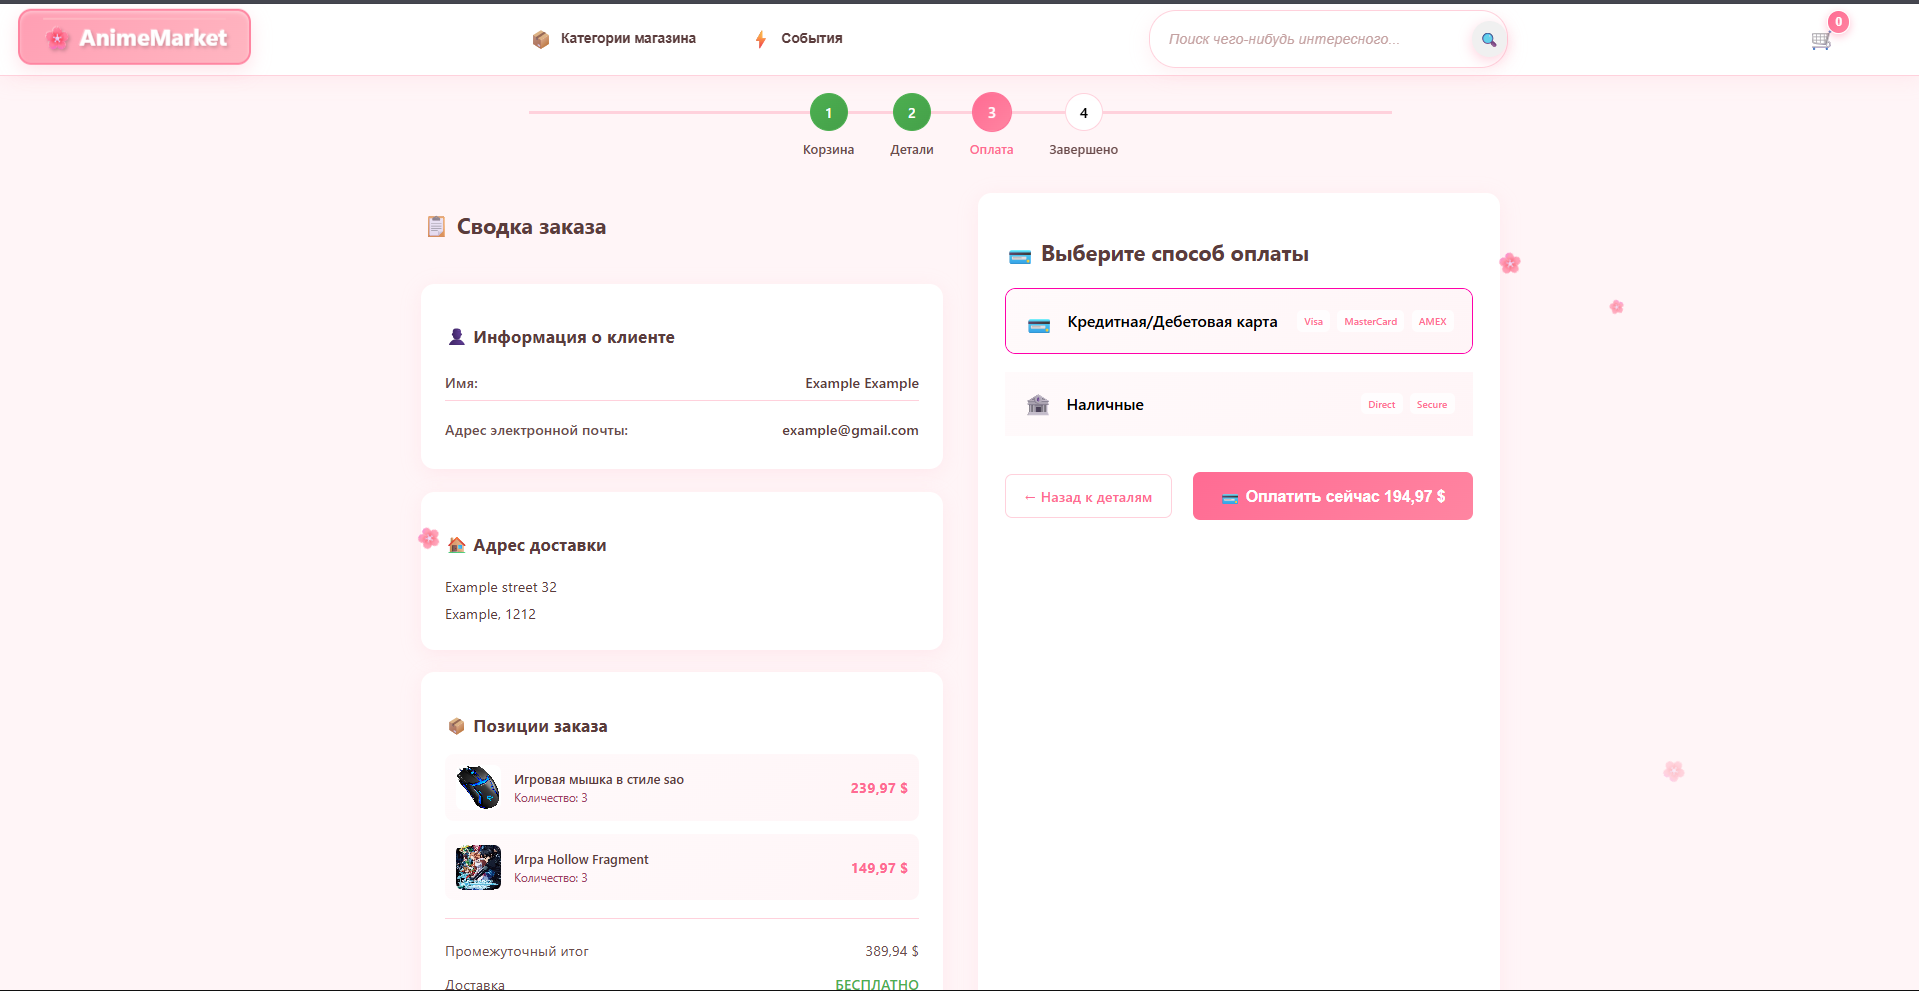 AnimeMarket
Категории магазина
События
Поиск чего-нибудь интересного...
0
1
2
3
4
Корзина
Детали
Оплата
Завершено
Сводка заказа
Информация о клиенте
Имя: Example Example
Адрес электронной почты: example@gmail.com
Адрес доставки
Example street 32
Example, 1212
Позиции заказа
Игровая мышка в стиле sao
Количество: 3
239,97 $
Игра Hollow Fragment
Количество: 3
149,97 $
Промежуточный итог 389,94 $
Доставка БЕСПЛАТНО
Выберите способ оплаты
Кредитная/Дебетовая карта Visa MasterCard AMEX
Наличные Direct Secure
← Назад к деталям
Оплатить сейчас 194,97 $